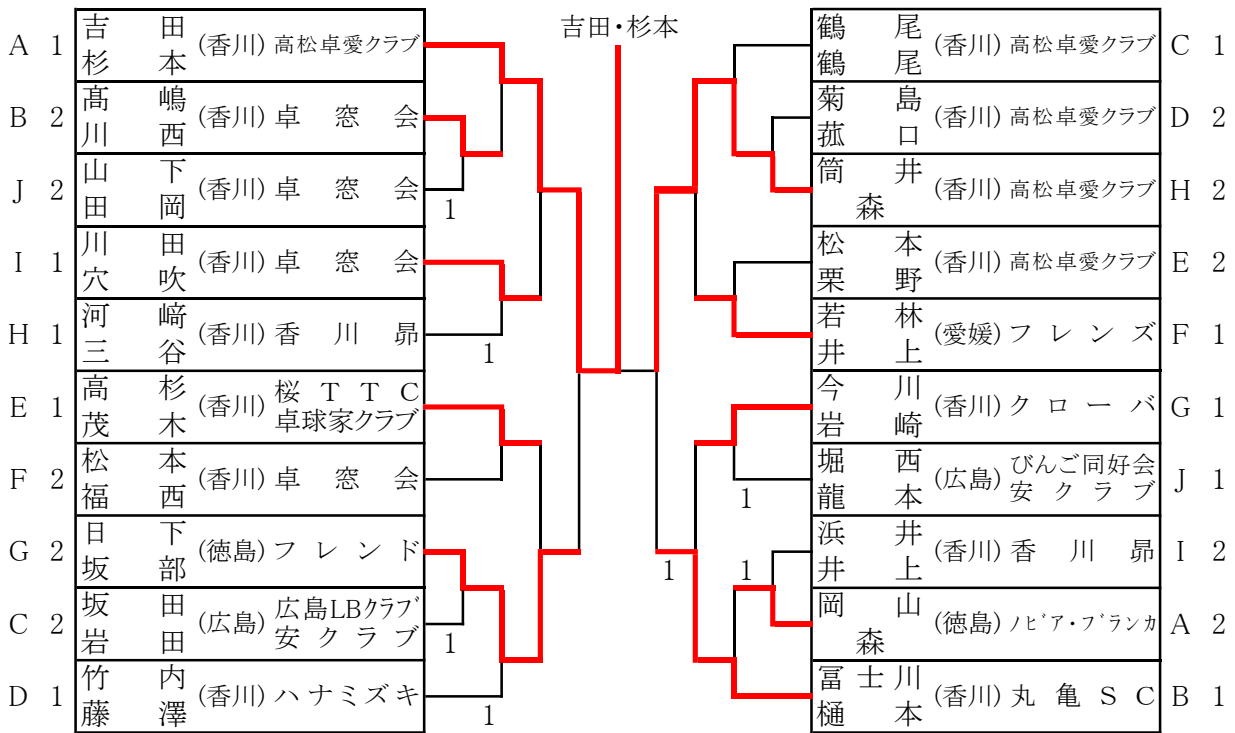 吉田・杉本
A 1 吉田 杉本 (香川) 高松卓愛クラブ
B 2 髙嶋 川西 (香川) 卓窓会
J 2 山下 田岡 (香川) 卓窓会
1
I 1 川田 穴吹 (香川) 卓窓会
H 1 河﨑 三谷 (香川) 香川昴
1
E 1 高杉 茂木 (香川) 桜TTC 卓球家クラブ
F 2 松本 福西 (香川) 卓窓会
G 2 日下 坂部 (徳島) フレンド
C 2 坂田 岩田 (広島) 広島LBクラブ 安クラブ
1
D 1 竹内 藤澤 (香川) ハナミズキ
1
鶴尾 鶴尾 (香川) 高松卓愛クラブ C 1
菊島 菰口 (香川) 高松卓愛クラブ D 2
筒井 森 (香川) 高松卓愛クラブ H 2
松本 栗野 (香川) 高松卓愛クラブ E 2
若林 井上 (愛媛) フレンズ F 1
今川 岩崎 (香川) クローバ G 1
堀西 龍本 (広島) びんご同好会 安クラブ J 1
1
浜井 井上 (香川) 香川昴 I 2
1 1
岡山 森 (徳島) ノビア・ブランカ A 2
冨士川 樋本 (香川) 丸亀SC B 1